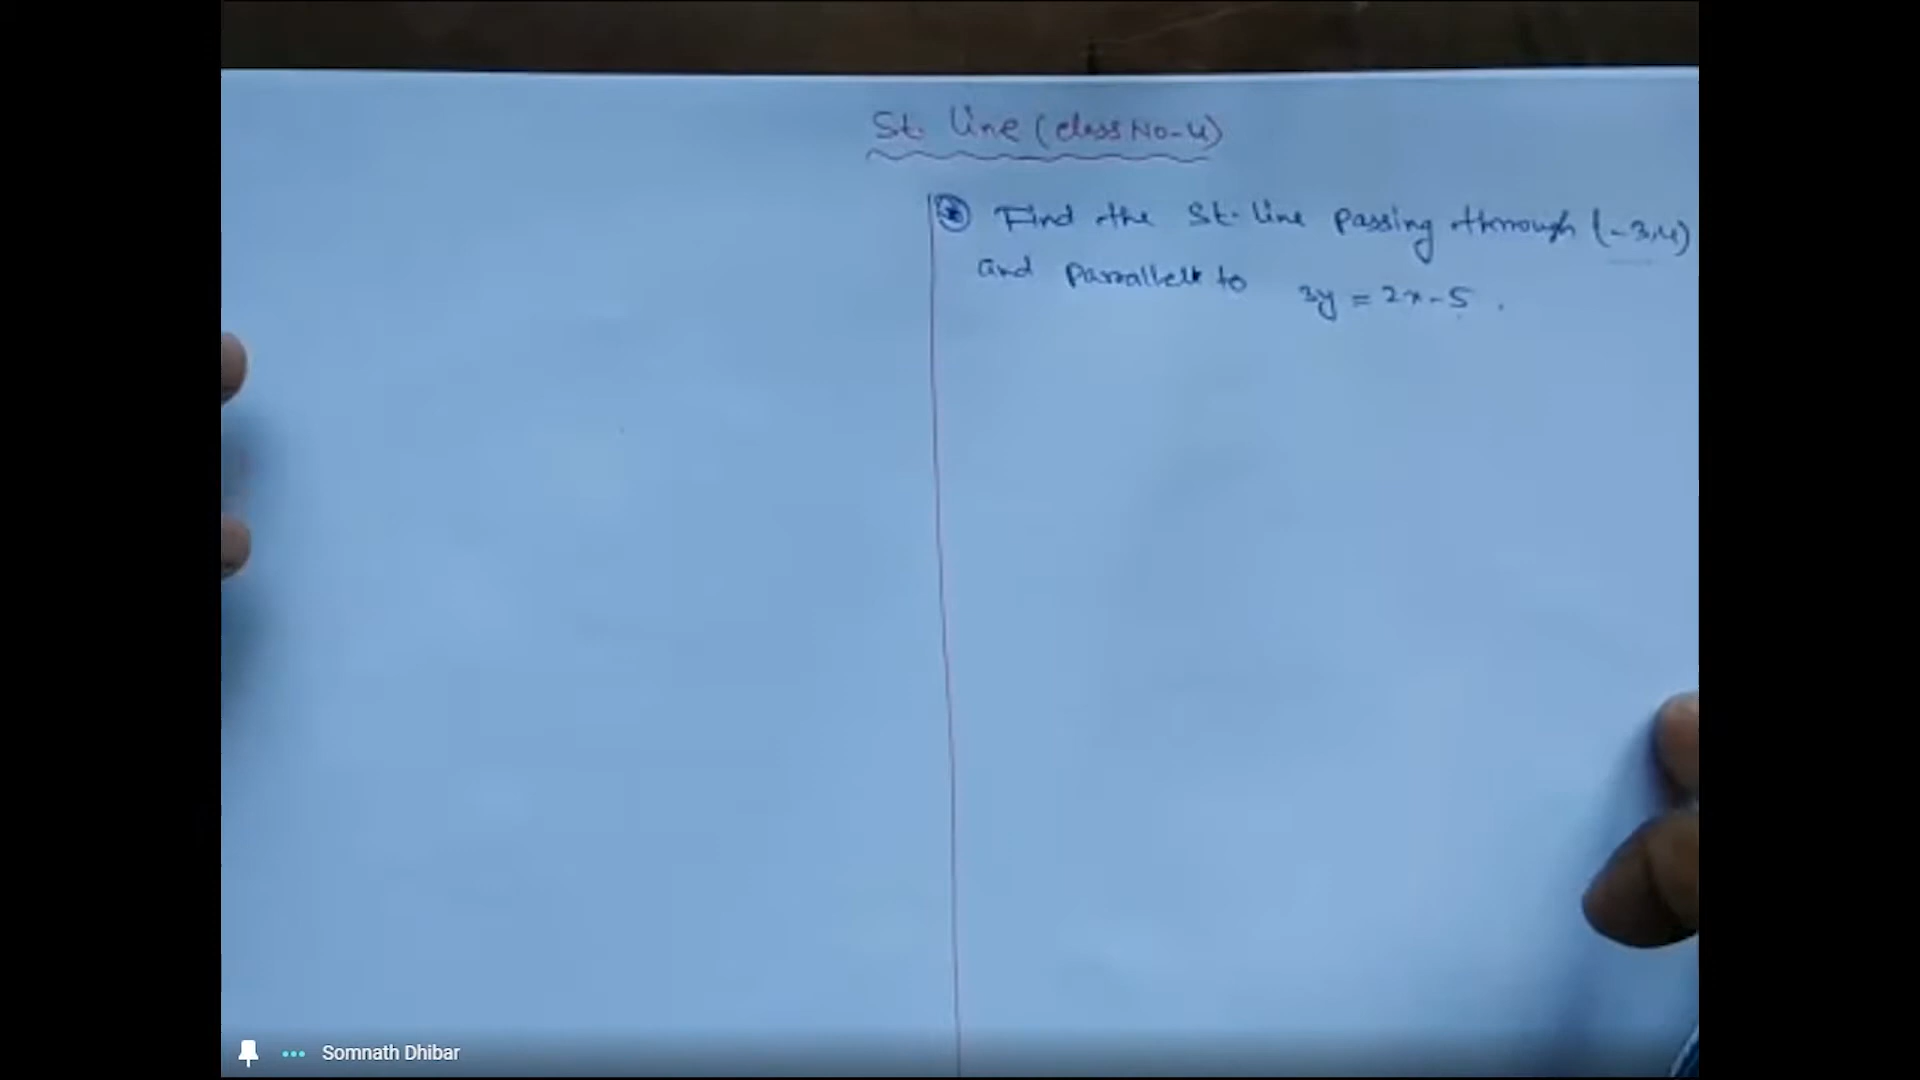 St. line (class No-4)
Find the St. line passing through (-3,4)
and parallel to 3y = 2x-5 .
Somnath Dhibar